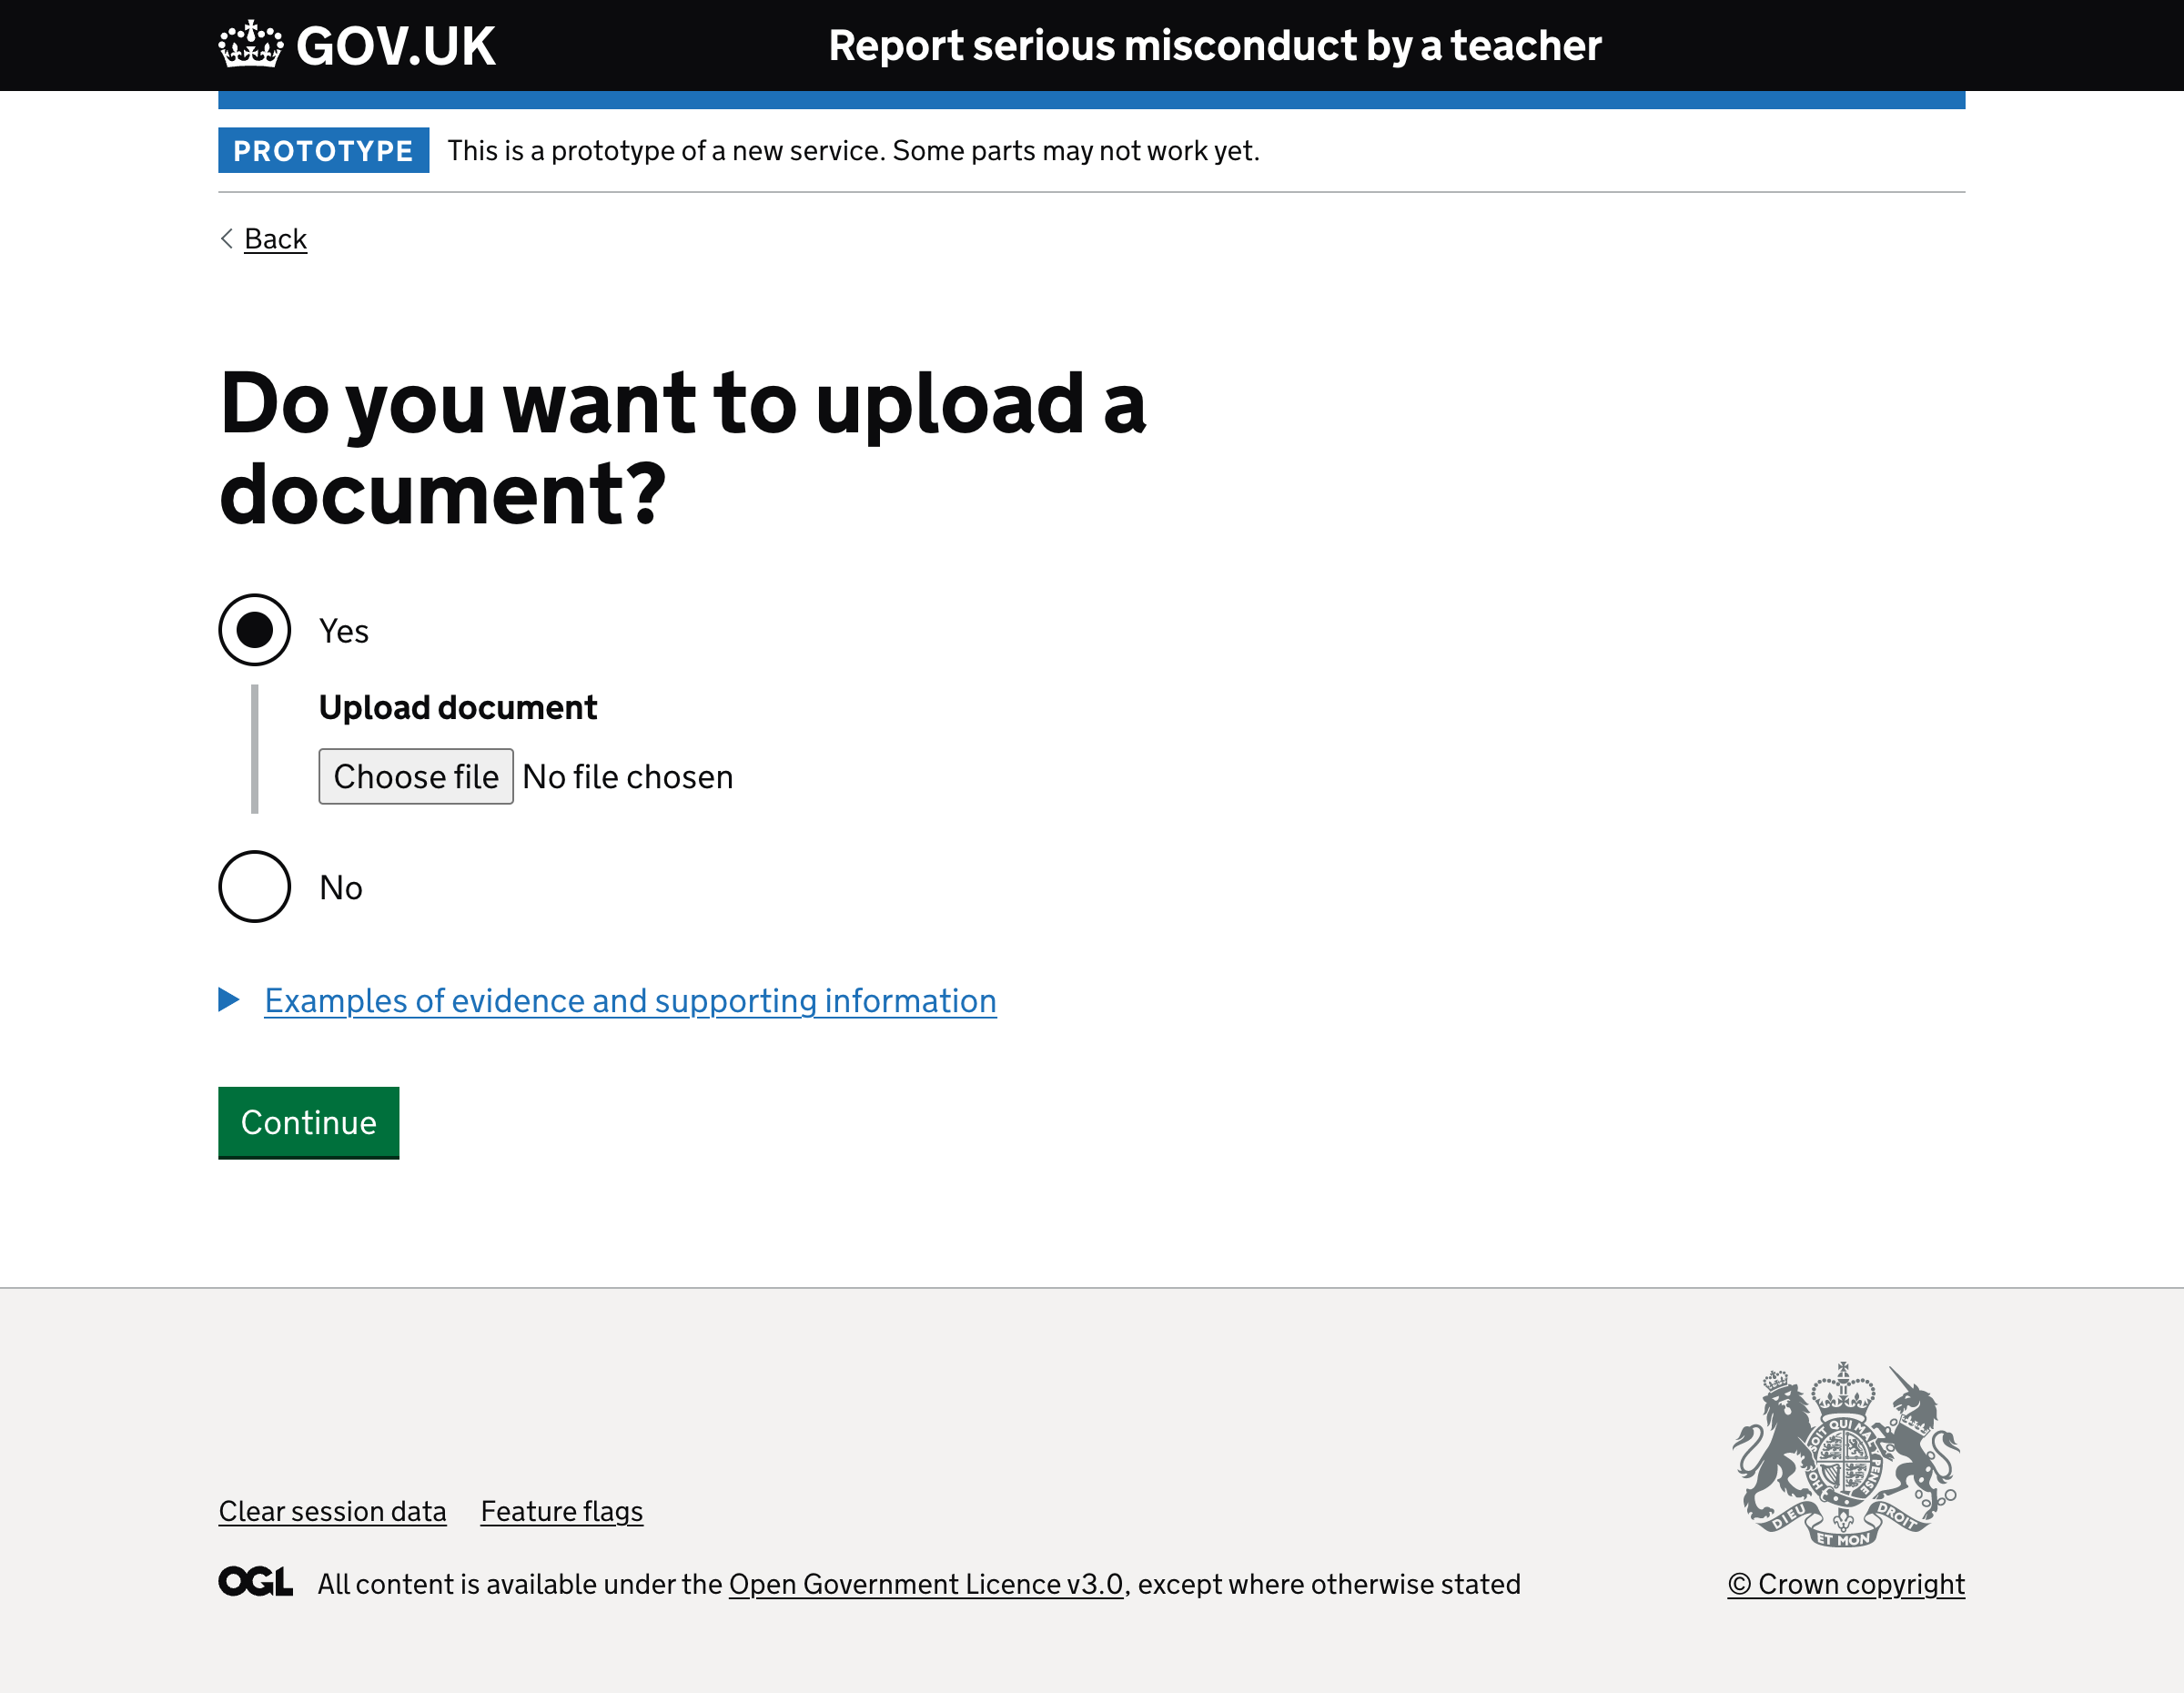 GOV.UK
Report serious misconduct by a teacher
PROTOTYPE This is a prototype of a new service. Some parts may not work yet.
Back
Do you want to upload a
document?
Yes
Upload document
Choose file No file chosen
No
Examples of evidence and supporting information
Continue
SOIT QUI MAL Y PENSE
HO
DIEU ET MON DROIT
Clear session data Feature flags
OGL All content is available under the Open Government Licence v3.0, except where otherwise stated
© Crown copyright